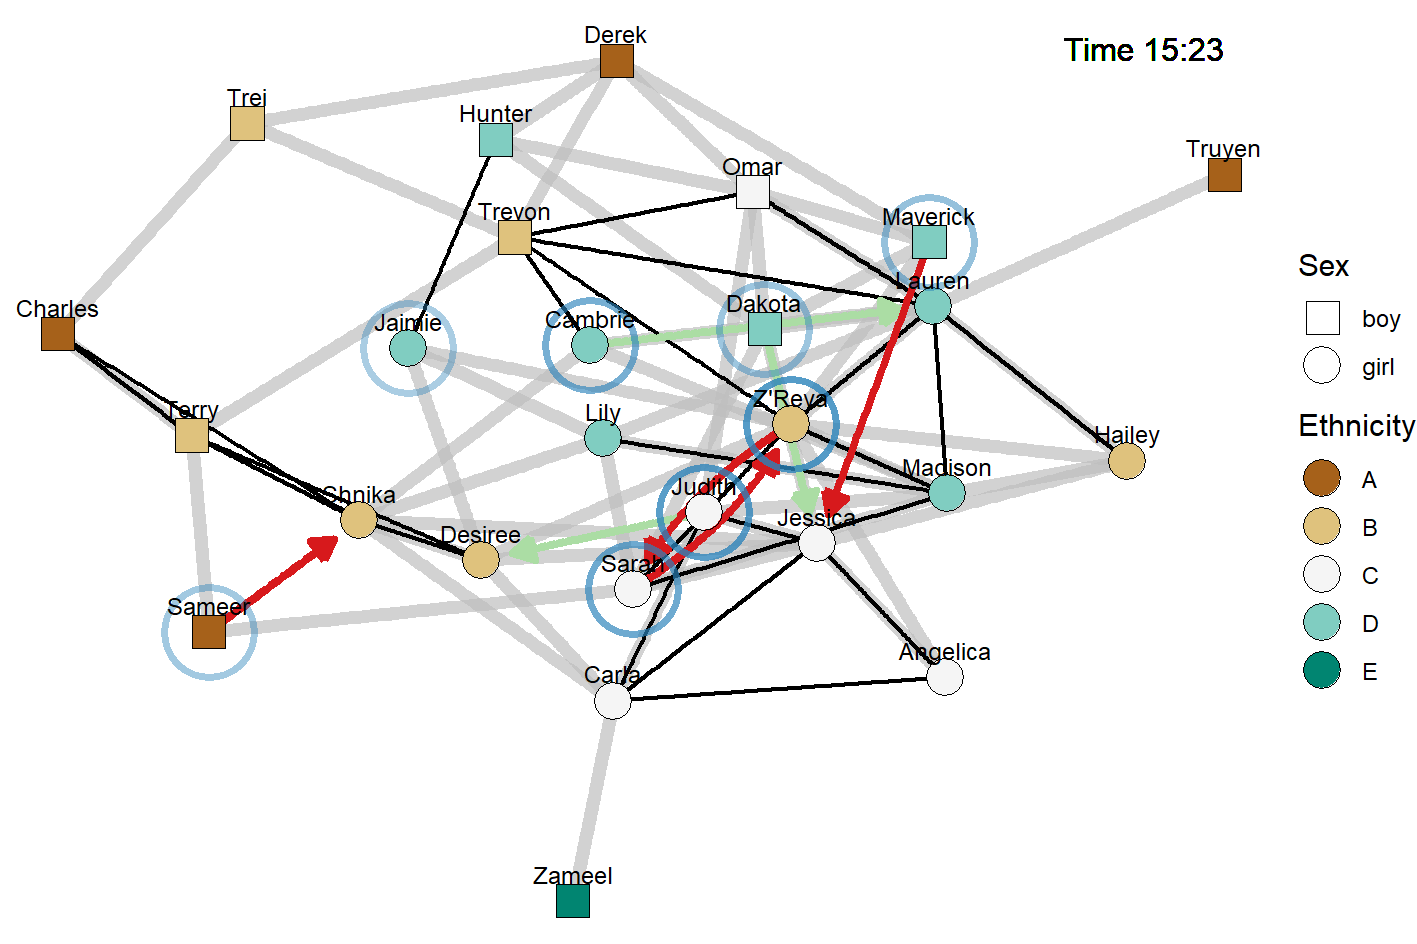 Derek
Time 15:23
Trei
Hunter
Truyen
Omar
Trevon
Maverick
Sex
Lauren
Charles
Dakota
boy
Jaimie
Cambrie
girl
Z'Reya
Terry
Lily
Ethnicity
Hailey
Madison
A
Judith
Shnika
Jessica
B
Desiree
Sarah
C
Sameer
D
Angelica
Carla
E
Zameel